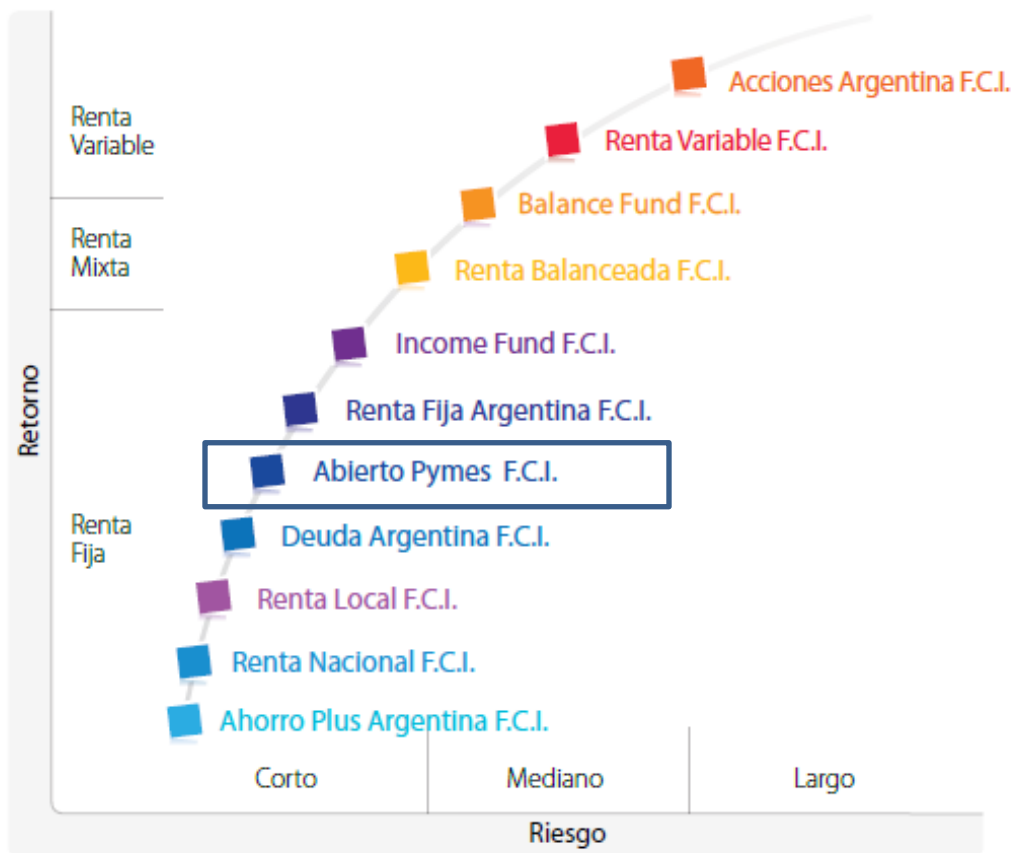 Acciones Argentina F.C.I.
Renta
Variable
Renta Variable F.C.I.
Balance Fund F.C.I.
Renta
Mixta
Renta Balanceada F.C.I.
Income Fund F.C.I.
Retorno
Renta Fija Argentina F.C.I.
Abierto Pymes F.C.I.
Renta
Fija
Deuda Argentina F.C.I.
Renta Local F.C.I.
Renta Nacional F.C.I.
Ahorro Plus Argentina F.C.I.
Corto
Mediano
Largo
Riesgo